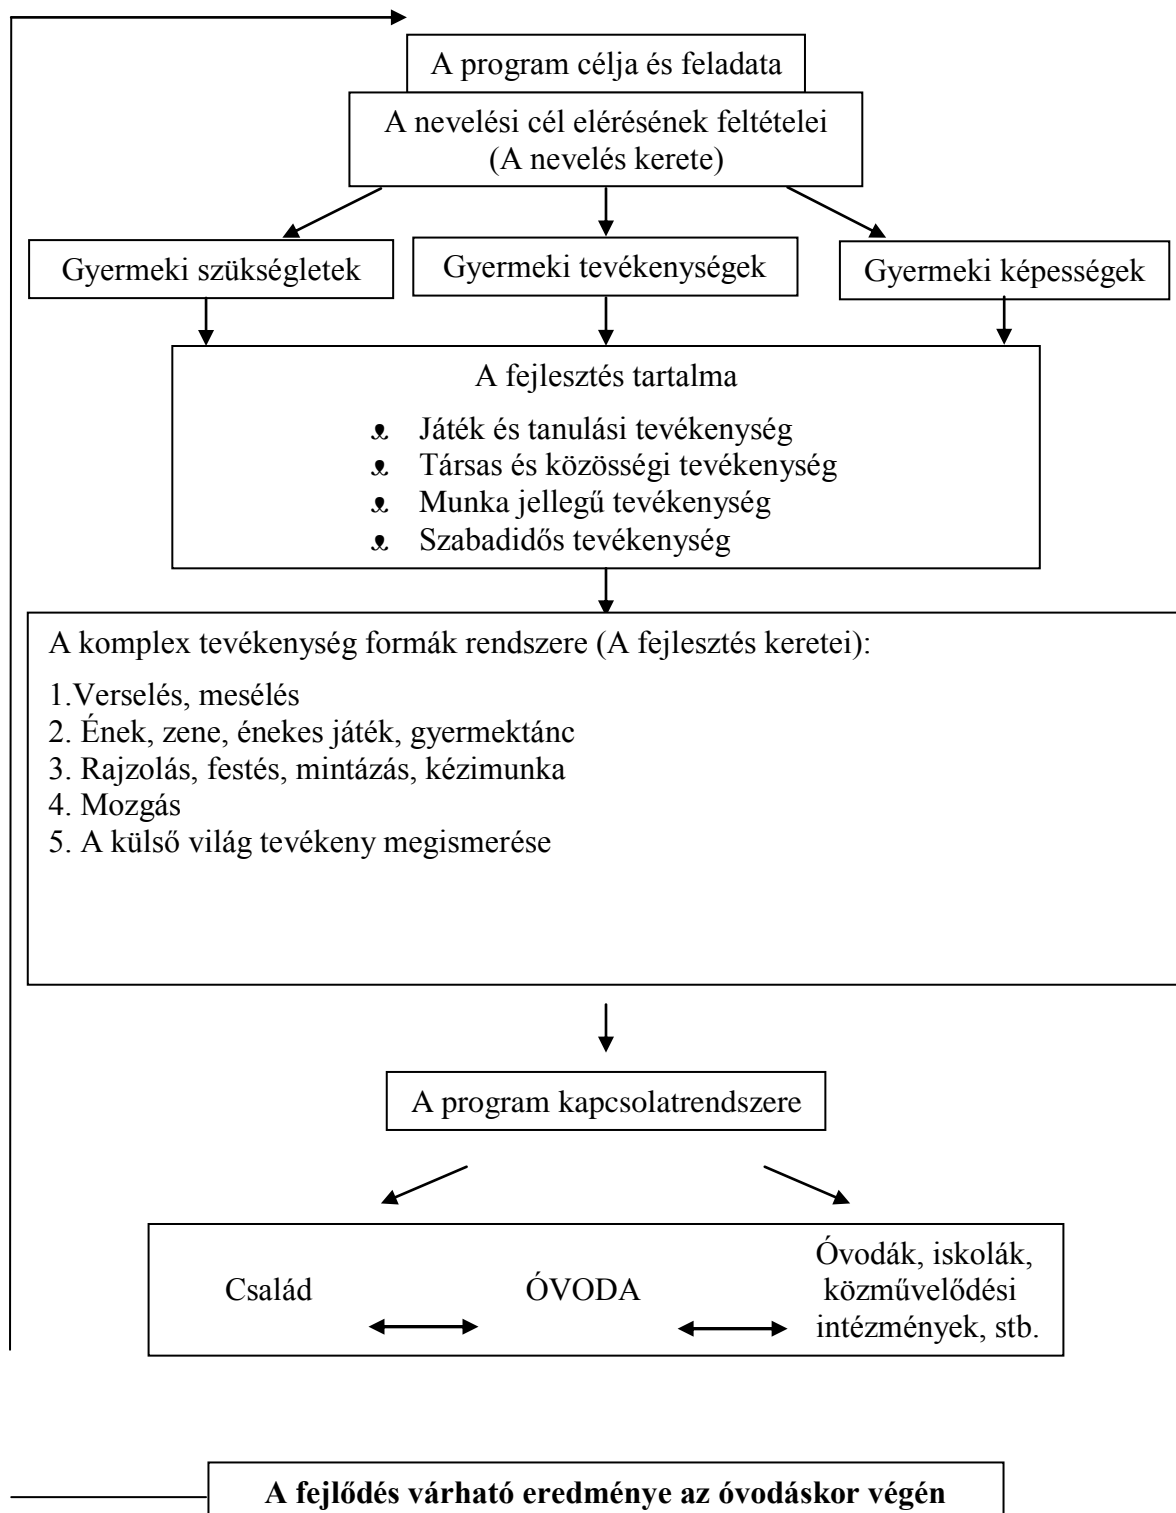 A program célja és feladata
A nevelési cél elérésének feltételei
(A nevelés kerete)
Gyermeki szükségletek
Gyermeki tevékenységek
Gyermeki képességek
A fejlesztés tartalma
Játék és tanulási tevékenység
Társas és közösségi tevékenység
Munka jellegű tevékenység
Szabadidős tevékenység
A komplex tevékenység formák rendszere (A fejlesztés keretei):
1.Verselés, mesélés
2. Ének, zene, énekes játék, gyermektánc
3. Rajzolás, festés, mintázás, kézimunka
4. Mozgás
5. A külső világ tevékeny megismerése
A program kapcsolatrendszere
Család
ÓVODA
Óvodák, iskolák,
közművelődési
intézmények, stb.
A fejlődés várható eredménye az óvodáskor végén